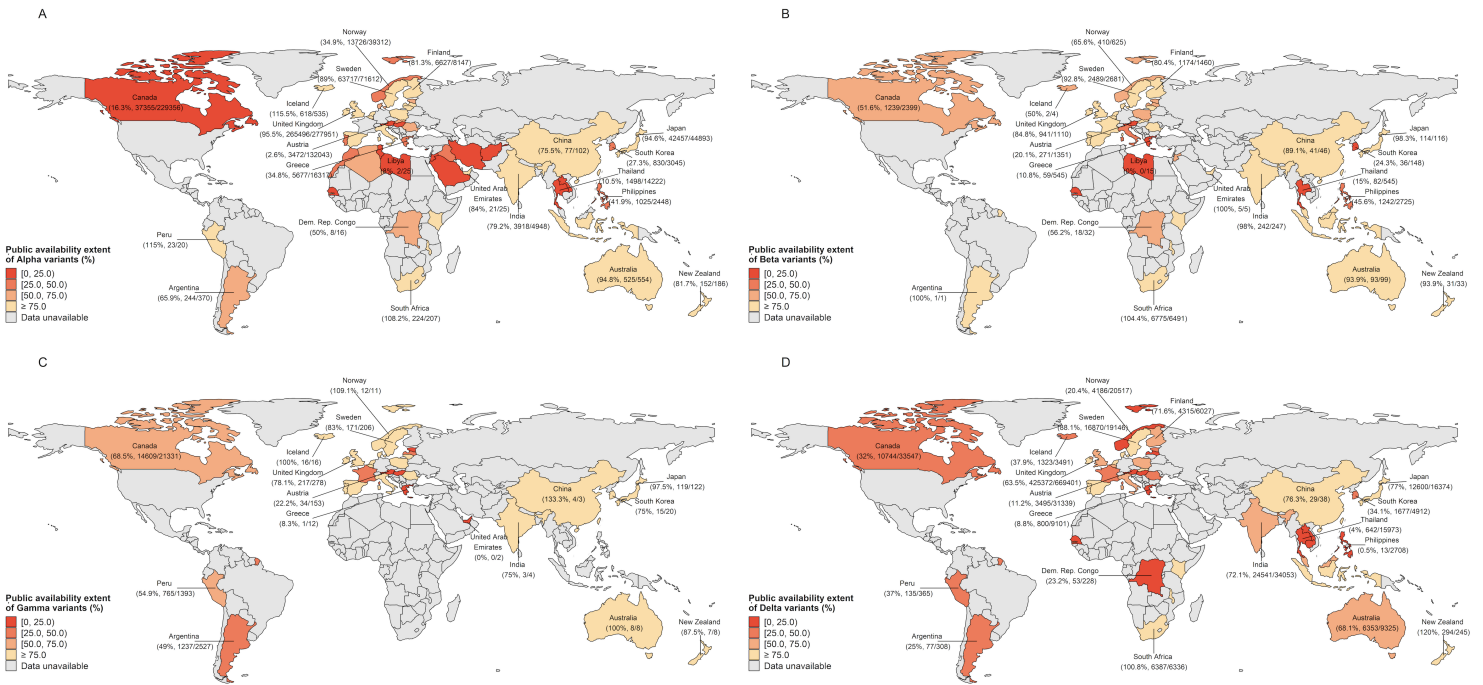 A
Norway
(34.9%, 13726/39312)
Finland
(81.3%, 6627/8147)
Sweden
(89%, 63717/71612)
Canada
(16.3%, 37355/229356)
Iceland
(115.5%, 618/535)
United Kingdom
(95.5%, 265496/277951)
Austria
(2.6%, 3472/132043)
Greece
(34.8%, 5677/16317)
Libya
(8%, 2/25)
China
(75.5%, 77/102)
Japan
(94.6%, 42457/44893)
South Korea
(27.3%, 830/3045)
Thailand
(10.5%, 1498/14222)
Philippines
(41.9%, 1025/2448)
United Arab
Emirates
(84%, 21/25)
India
(79.2%, 3918/4948)
Dem. Rep. Congo
(50%, 8/16)
Peru
(115%, 23/20)
Argentina
(65.9%, 244/370)
South Africa
(108.2%, 224/207)
Australia
(94.8%, 525/554)
New Zealand
(81.7%, 152/186)
Public availability extent
of Alpha variants (%)
[0, 25.0)
[25.0, 50.0)
[50.0, 75.0)
≥ 75.0
Data unavailable
B
Norway
(65.6%, 410/625)
Finland
(80.4%, 1174/1460)
Sweden
(92.8%, 2489/2681)
Canada
(51.6%, 1239/2399)
Iceland
(50%, 2/4)
United Kingdom
(84.8%, 941/1110)
Austria
(20.1%, 271/1351)
Greece
(10.8%, 59/545)
Libya
(0%, 0/15)
China
(89.1%, 41/46)
Japan
(98.3%, 114/116)
South Korea
(24.3%, 36/148)
Thailand
(15%, 82/545)
Philippines
(45.6%, 1242/2725)
United Arab
Emirates
(100%, 5/5)
India
(98%, 242/247)
Dem. Rep. Congo
(56.2%, 18/32)
Argentina
(100%, 1/1)
South Africa
(104.4%, 6775/6491)
Australia
(93.9%, 93/99)
New Zealand
(93.9%, 31/33)
Public availability extent
of Beta variants (%)
[0, 25.0)
[25.0, 50.0)
[50.0, 75.0)
≥ 75.0
Data unavailable
C
Norway
(109.1%, 12/11)
Sweden
(83%, 171/206)
Canada
(68.5%, 14609/21331)
Iceland
(100%, 16/16)
United Kingdom
(78.1%, 217/278)
Austria
(22.2%, 34/153)
Greece
(8.3%, 1/12)
China
(133.3%, 4/3)
Japan
(97.5%, 119/122)
South Korea
(75%, 15/20)
United Arab
Emirates
(0%, 0/2)
India
(75%, 3/4)
Peru
(54.9%, 765/1393)
Argentina
(49%, 1237/2527)
Australia
(100%, 8/8)
New Zealand
(87.5%, 7/8)
Public availability extent
of Gamma variants (%)
[0, 25.0)
[25.0, 50.0)
[50.0, 75.0)
≥ 75.0
Data unavailable
D
Norway
(20.4%, 4186/20517)
Finland
(71.6%, 4315/6027)
Sweden
(88.1%, 16870/19146)
Canada
(32%, 10744/33547)
Iceland
(37.9%, 1323/3491)
United Kingdom
(63.5%, 425372/669401)
Austria
(11.2%, 3495/31339)
Greece
(8.8%, 800/9101)
China
(76.3%, 29/38)
Japan
(77%, 12600/16374)
South Korea
(34.1%, 1677/4912)
Thailand
(4%, 642/15973)
Philippines
(0.5%, 13/2708)
India
(72.1%, 24541/34053)
Dem. Rep. Congo
(23.2%, 53/228)
Peru
(37%, 135/365)
Argentina
(25%, 77/308)
South Africa
(100.8%, 6387/6336)
Australia
(68.1%, 6353/9325)
New Zealand
(120%, 294/245)
Public availability extent
of Delta variants (%)
[0, 25.0)
[25.0, 50.0)
[50.0, 75.0)
≥ 75.0
Data unavailable